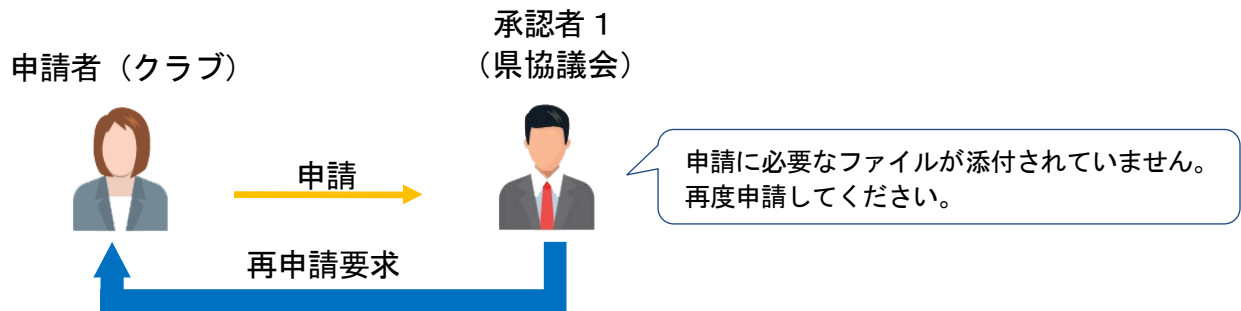 承認者1
申請者（クラブ）
（県協議会）
申請
申請に必要なファイルが添付されていません。
再度申請してください。
再申請要求